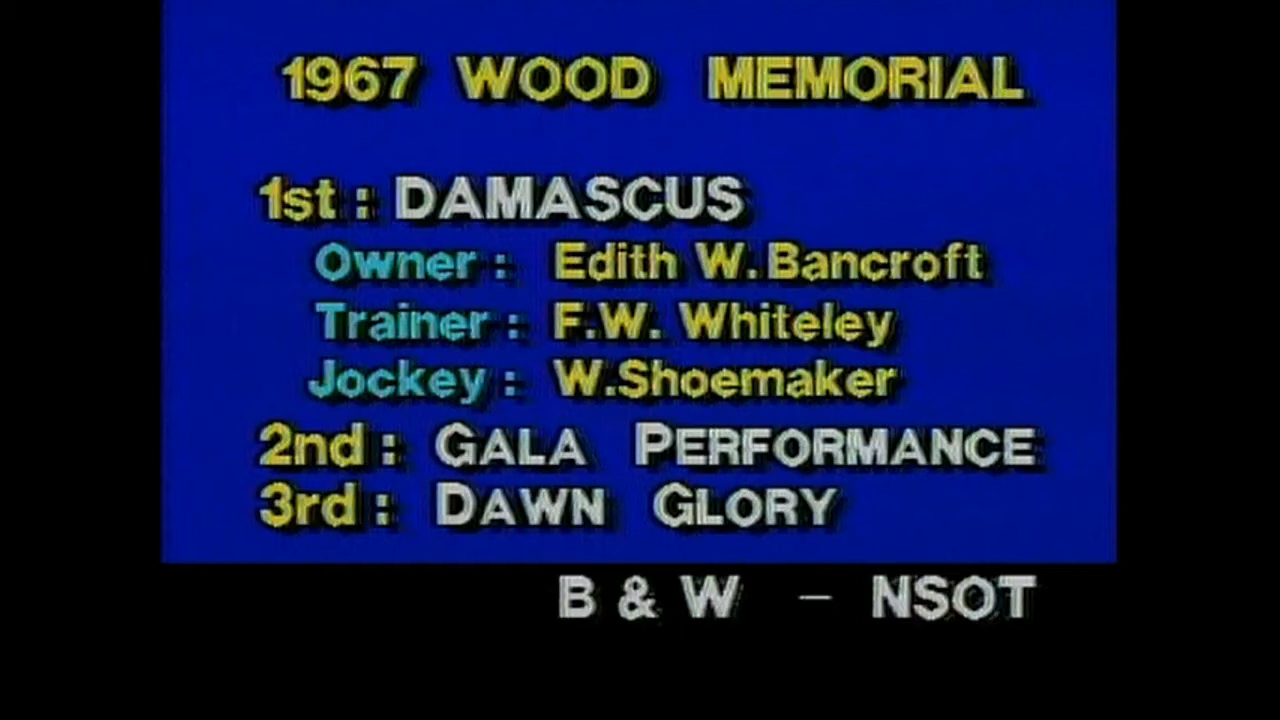 1967 WOOD MEMORIAL
1st : DAMASCUS
Owner : Edith W. Bancroft
Trainer : F.W. Whiteley
Jockey : W.Shoemaker
2nd : GALA PERFORMANCE
3rd : DAWN GLORY
B & W - NSOT